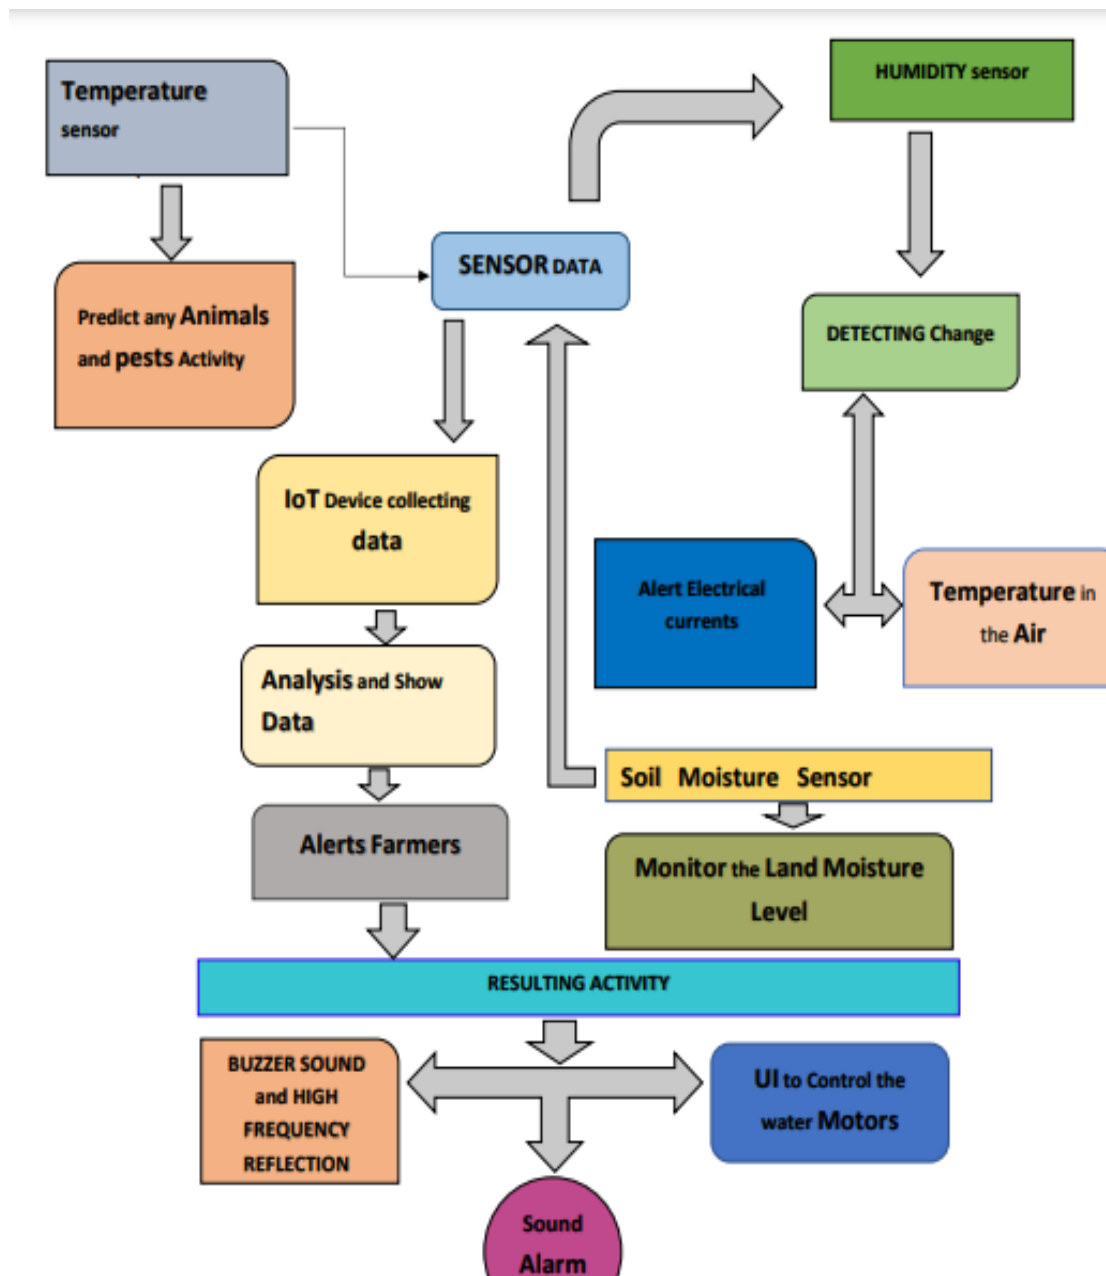 Temperature
sensor
HUMIDITY sensor
SENSOR DATA
Predict any Animals
and pests Activity
DETECTING Change
IoT Device collecting
data
Alert Electrical
currents
Temperature in
the Air
Analysis and Show
Data
Soil Moisture Sensor
Alerts Farmers
Monitor the Land Moisture
Level
RESULTING ACTIVITY
BUZZER SOUND
and HIGH
FREQUENCY
REFLECTION
UI to Control the
water Motors
Sound
Alarm